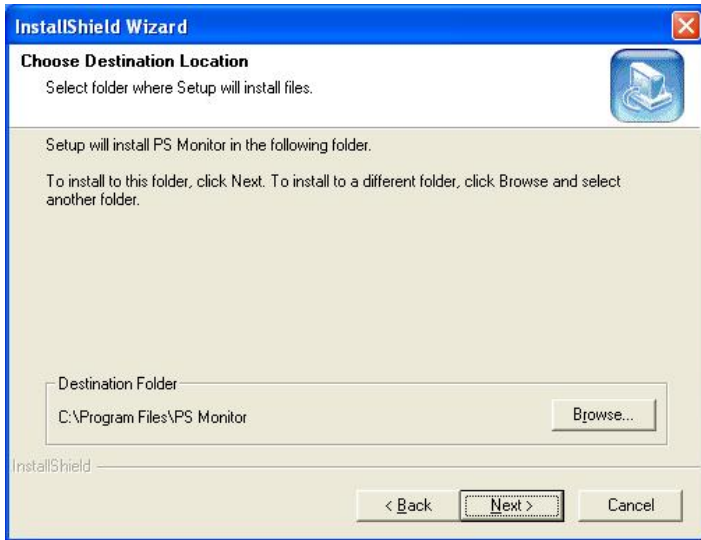 InstallShield Wizard
Choose Destination Location
Select folder where Setup will install files.
Setup will install PS Monitor in the following folder.
To install to this folder, click Next. To install to a different folder, click Browse and select
another folder.
Destination Folder
C:\Program Files\PS Monitor
Browse...
InstallShield
< Back
Next >
Cancel